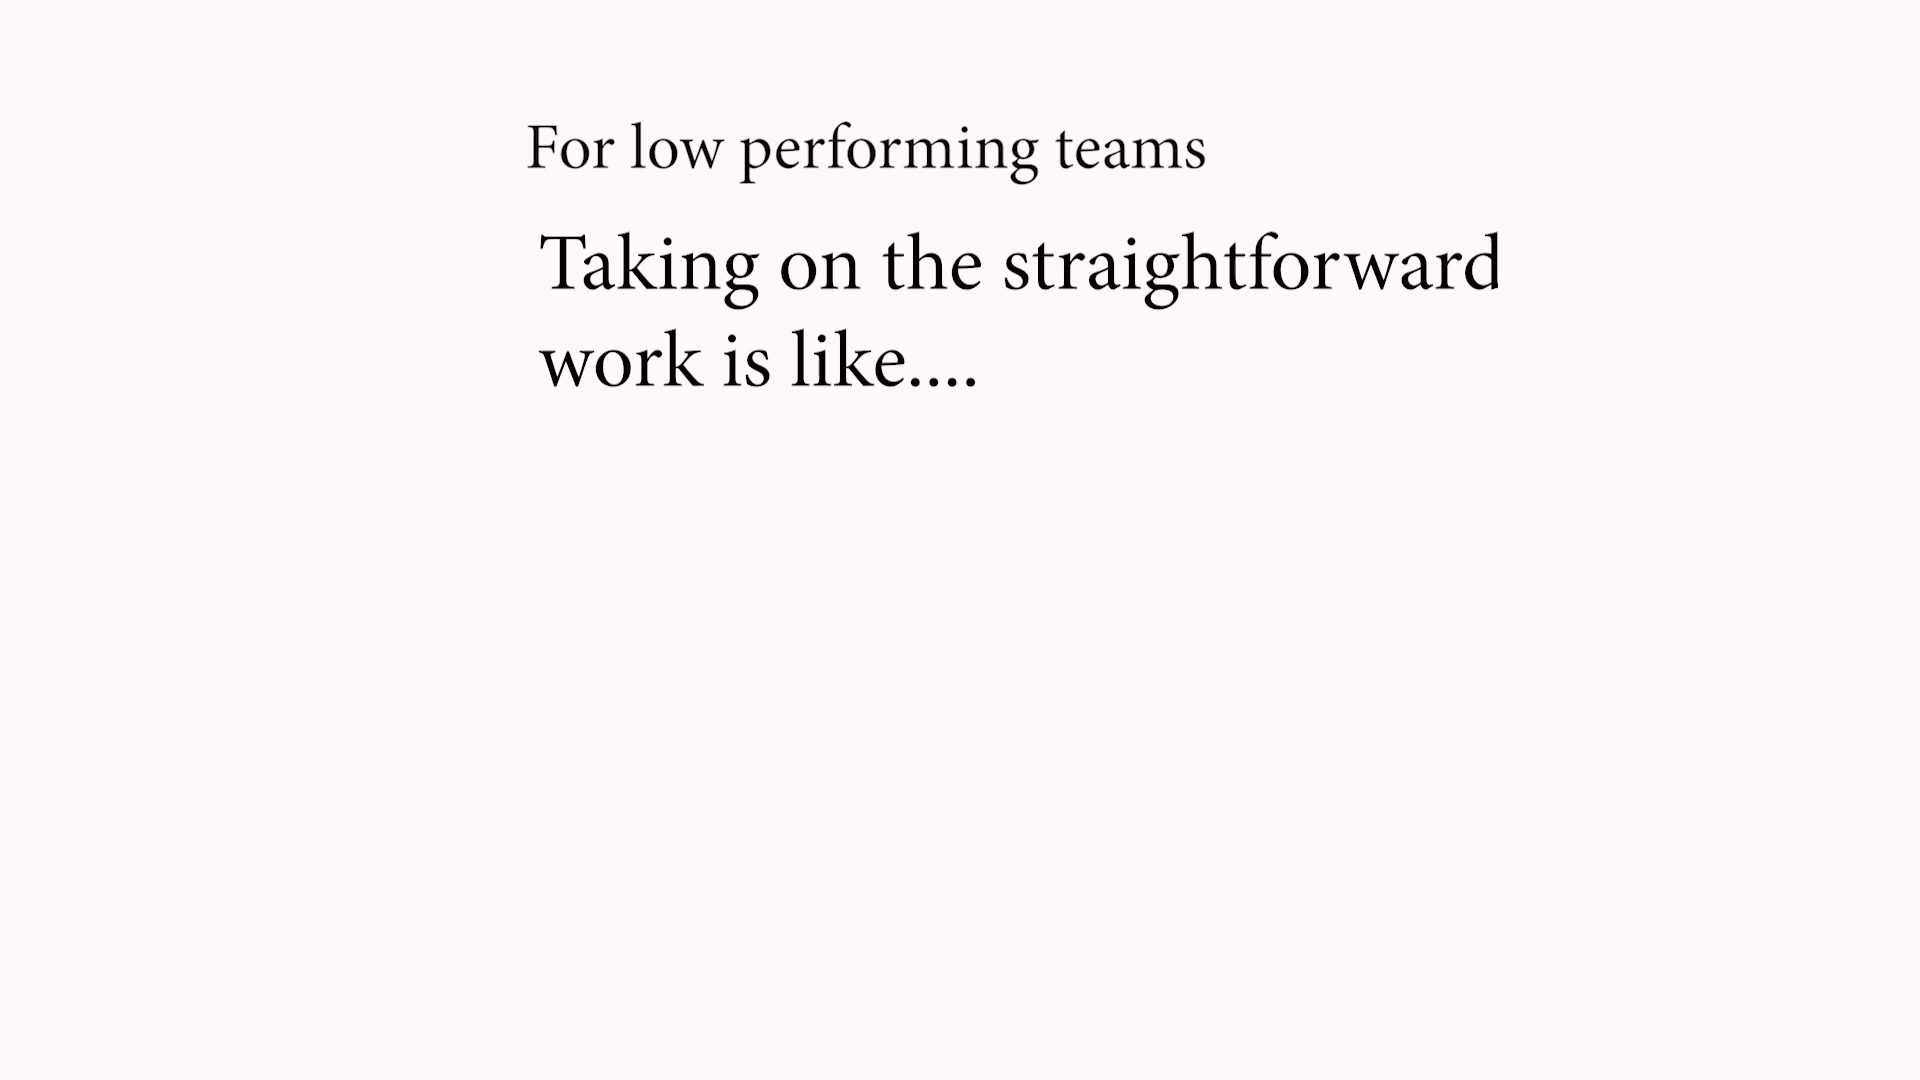 For low performing teams
Taking on the straightforward
work is like....